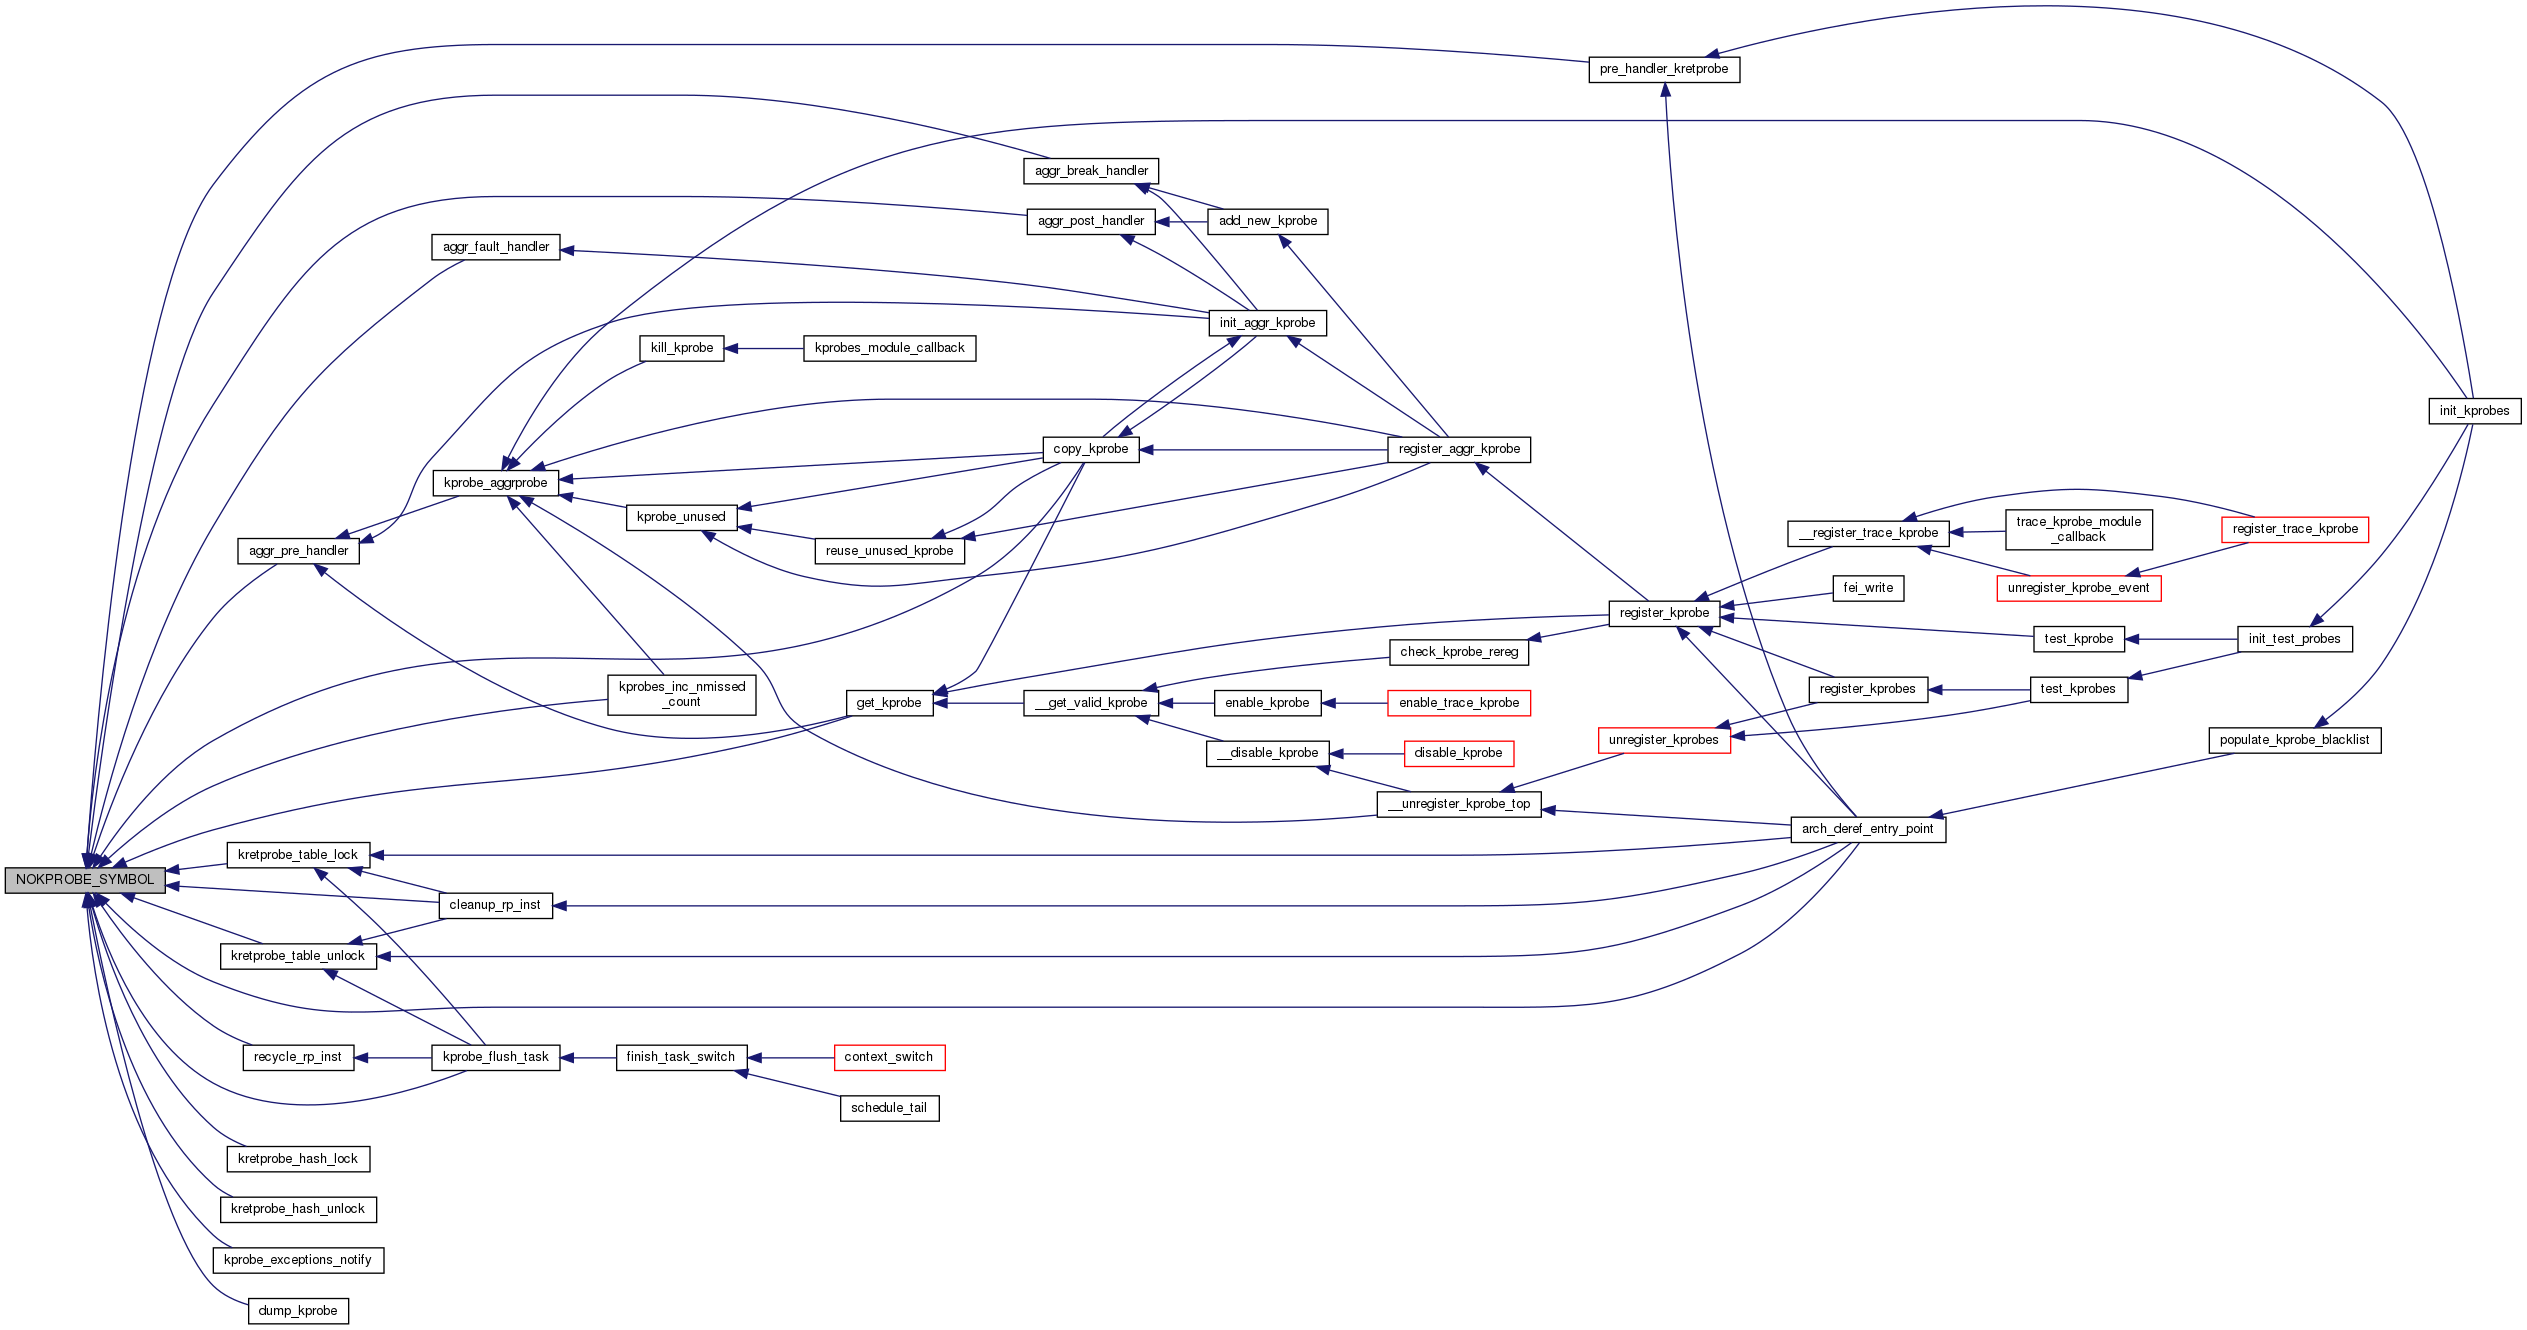 pre_handler_kretprobe
aggr_break_handler
aggr_post_handler
add_new_kprobe
aggr_fault_handler
init_aggr_kprobe
kill_kprobe
kprobes_module_callback
init_kprobes
copy_kprobe
register_aggr_kprobe
kprobe_aggrprobe
kprobe_unused
reuse_unused_kprobe
aggr_pre_handler
__register_trace_kprobe
trace_kprobe_module
_callback
register_trace_kprobe
unregister_kprobe_event
fei_write
register_kprobe
test_kprobe
init_test_probes
check_kprobe_rereg
kprobes_inc_nmissed
_count
get_kprobe
__get_valid_kprobe
enable_kprobe
enable_trace_kprobe
register_kprobes
test_kprobes
unregister_kprobes
populate_kprobe_blacklist
__disable_kprobe
disable_kprobe
__unregister_kprobe_top
arch_deref_entry_point
kretprobe_table_lock
NOKPROBE_SYMBOL
cleanup_rp_inst
kretprobe_table_unlock
recycle_rp_inst
kprobe_flush_task
finish_task_switch
context_switch
schedule_tail
kretprobe_hash_lock
kretprobe_hash_unlock
kprobe_exceptions_notify
dump_kprobe